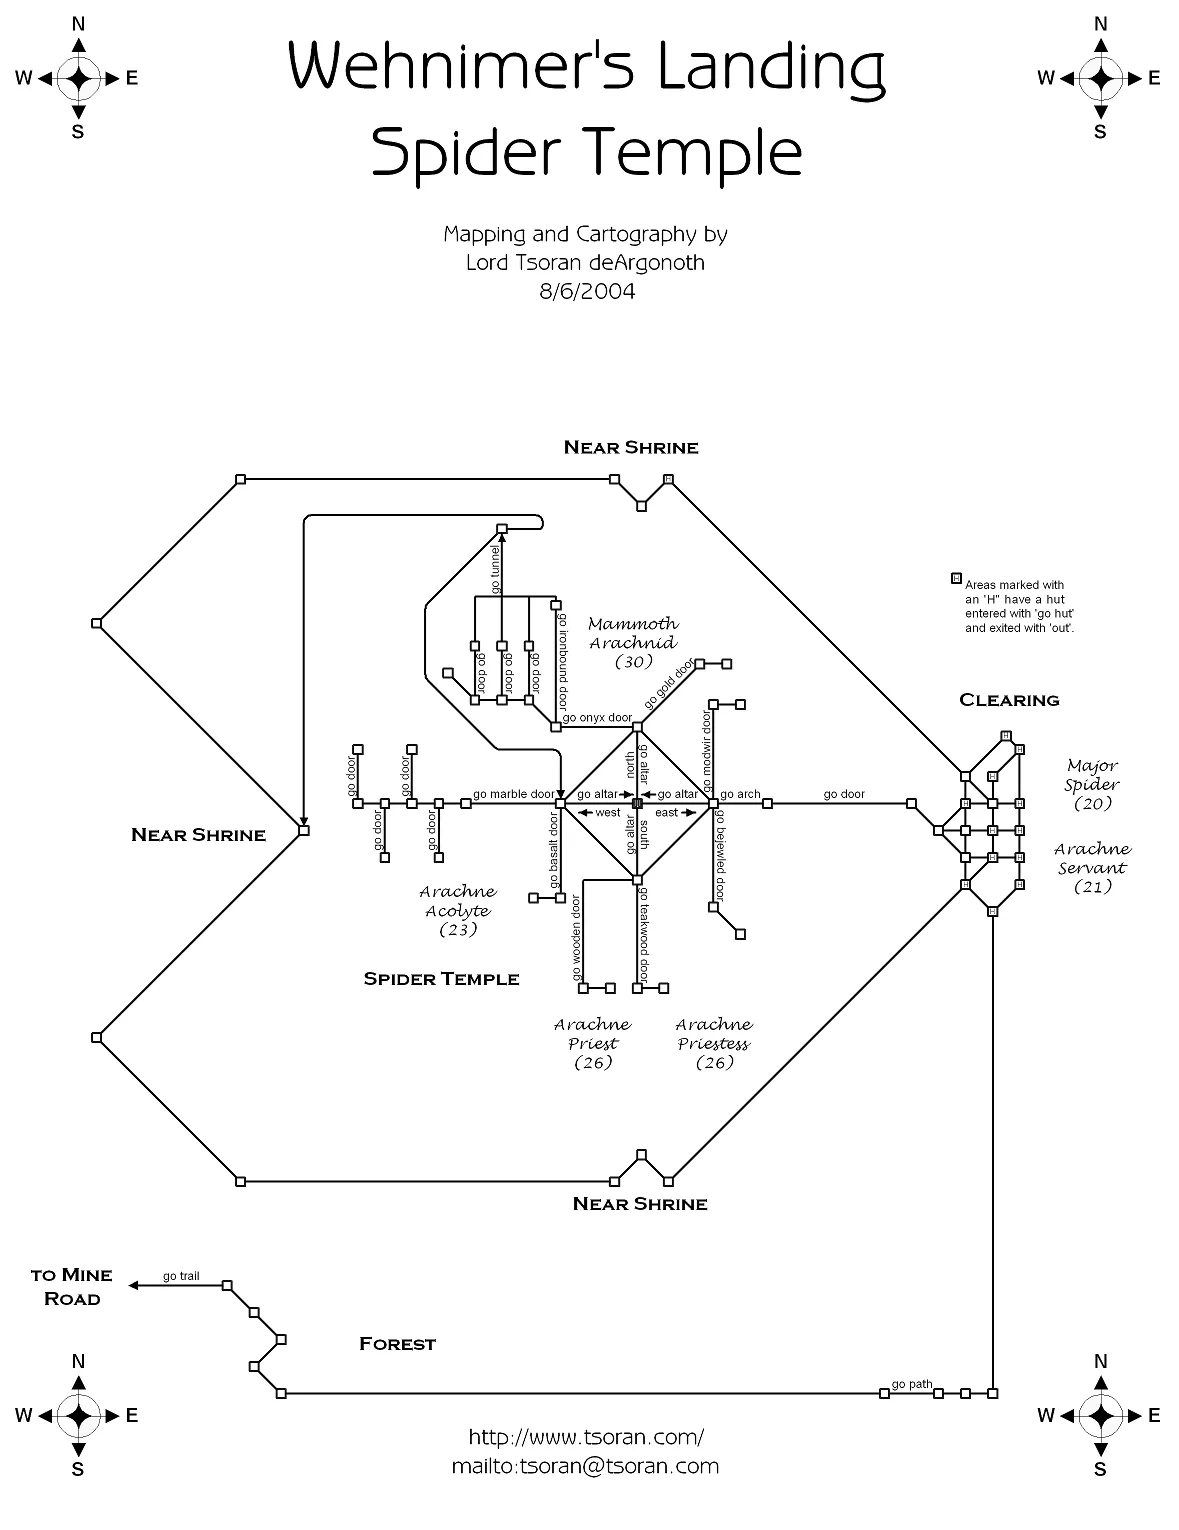 N
W E
S
N
W E
S
Wehnimer's Landing
Spider Temple
Mapping and Cartography by
Lord Tsoran deArgonoth
8/6/2004
Near Shrine
H
go tunnel
go ironbound door
go door
go door
go door
Mammoth
Arachnid
(30)
H
Areas marked with
an 'H" have a hut
entered with 'go hut'
and exited with 'out'.
go gold door
go onyx door
Clearing
go modwir door
north
go altar
go door
go door
go marble door
go altar
go altar
go arch
go door
west
east
go altar
south
go door
go door
go basalt door
go bejewled door
Major
Spider
(20)
H
H
H
H
H
H
H
H
H
H
H
H
Near Shrine
Arachne
Servant
(21)
Arachne
Acolyte
(23)
go wooden door
go teakwood door
Spider Temple
Arachne
Priest
(26)
Arachne
Priestess
(26)
Near Shrine
to Mine
Road
go trail
Forest
go path
N
W E
S
N
W E
S
http://www.tsoran.com/
mailto:tsoran@tsoran.com